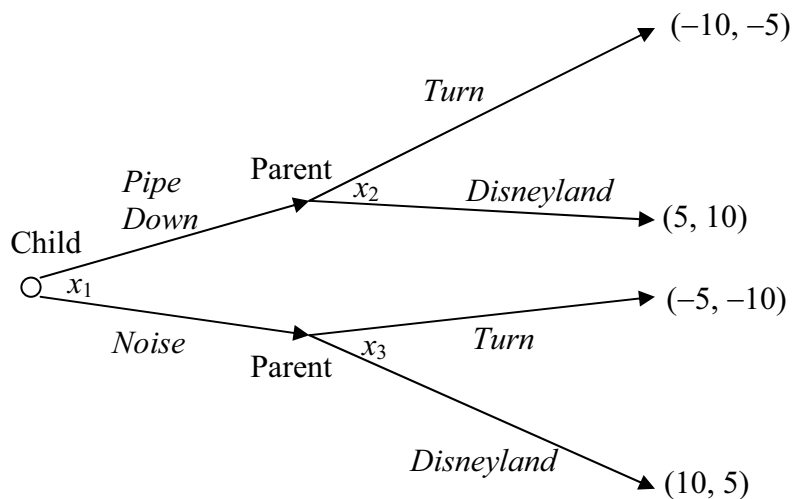 (–10, –5)
Turn
Parent
Pipe
Down
x₂
Disneyland
(5, 10)
Child
x₁
(–5, –10)
Noise
Turn
x₃
Parent
Disneyland
(10, 5)